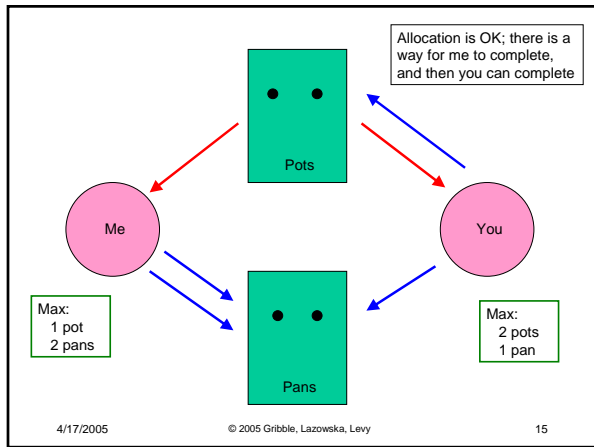 Allocation is OK; there is a
way for me to complete,
and then you can complete
Pots
Me
You
Max:
1 pot
2 pans
Max:
2 pots
1 pan
Pans
4/17/2005
© 2005 Gribble, Lazowska, Levy
15